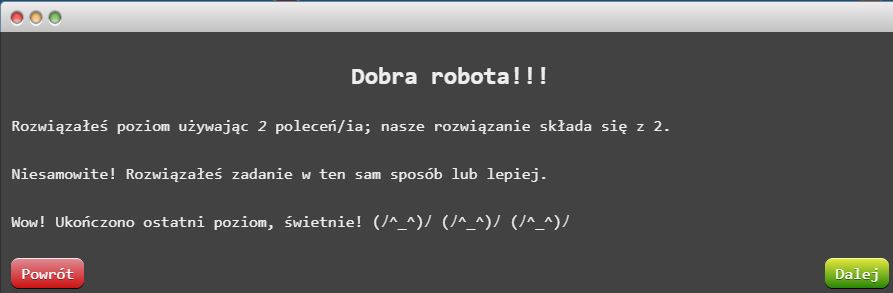 Dobra robota!!!
Rozwiązałeś poziom używając 2 poleceń/ia; nasze rozwiązanie składa się z 2.
Niesamowite! Rozwiązałeś zadanie w ten sam sposób lub lepiej.
Wow! Ukończono ostatni poziom, świetnie! (/^_^)/ (/^_^)/ (/^_^)/
Powrót
Dalej